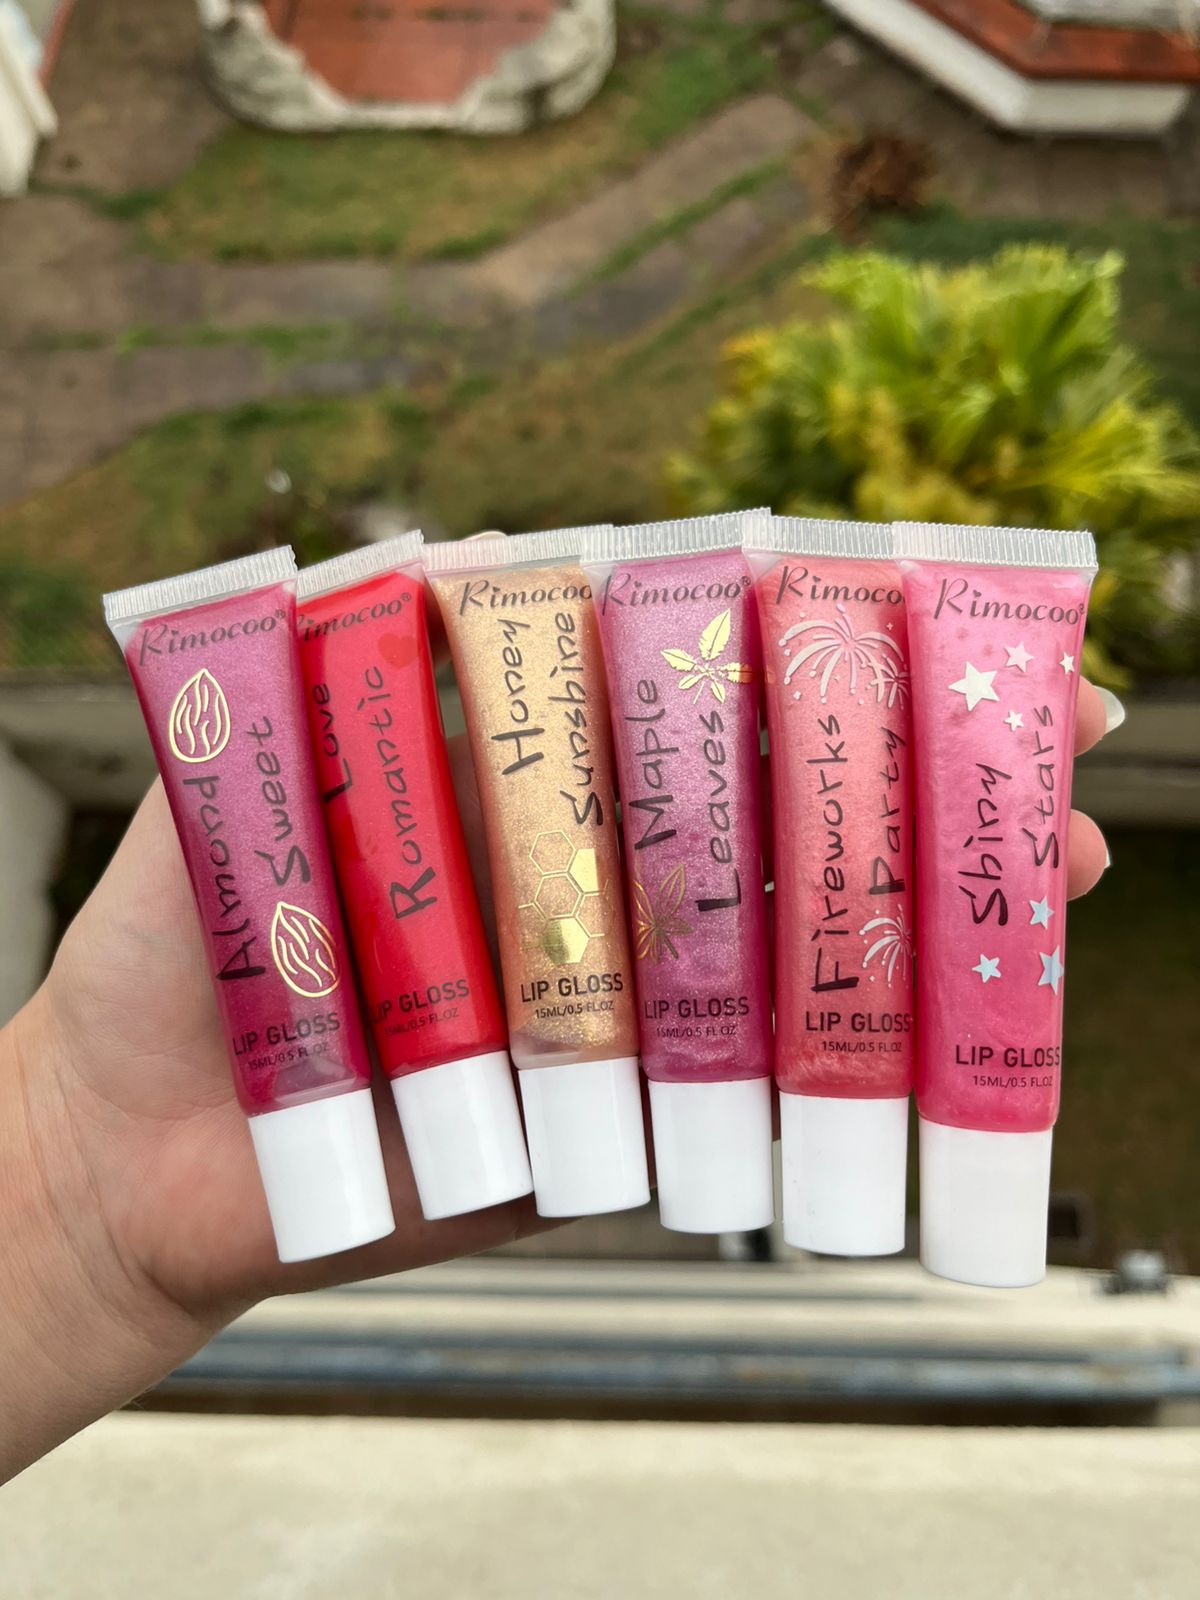 Rimocoo®
Almond
Sweet
LIP GLOSS
15ML/0.5 FL.OZ
Rimocoo®
Love
Romantic
LIP GLOSS
15ML/0.5 FL.OZ
Rimocoo
Honey
Sunshine
LIP GLOSS
15ML/0.5 FL.OZ
Rimocoo®
Maple
Leaves
LIP GLOSS
15ML/0.5 FL.OZ
Rimoco
Fireworks
Party
LIP GLOSS
15ML/0.5 FL.OZ
Rimocoo®
Shiny
Stars
LIP GLOSS
15ML/0.5 FL.OZ